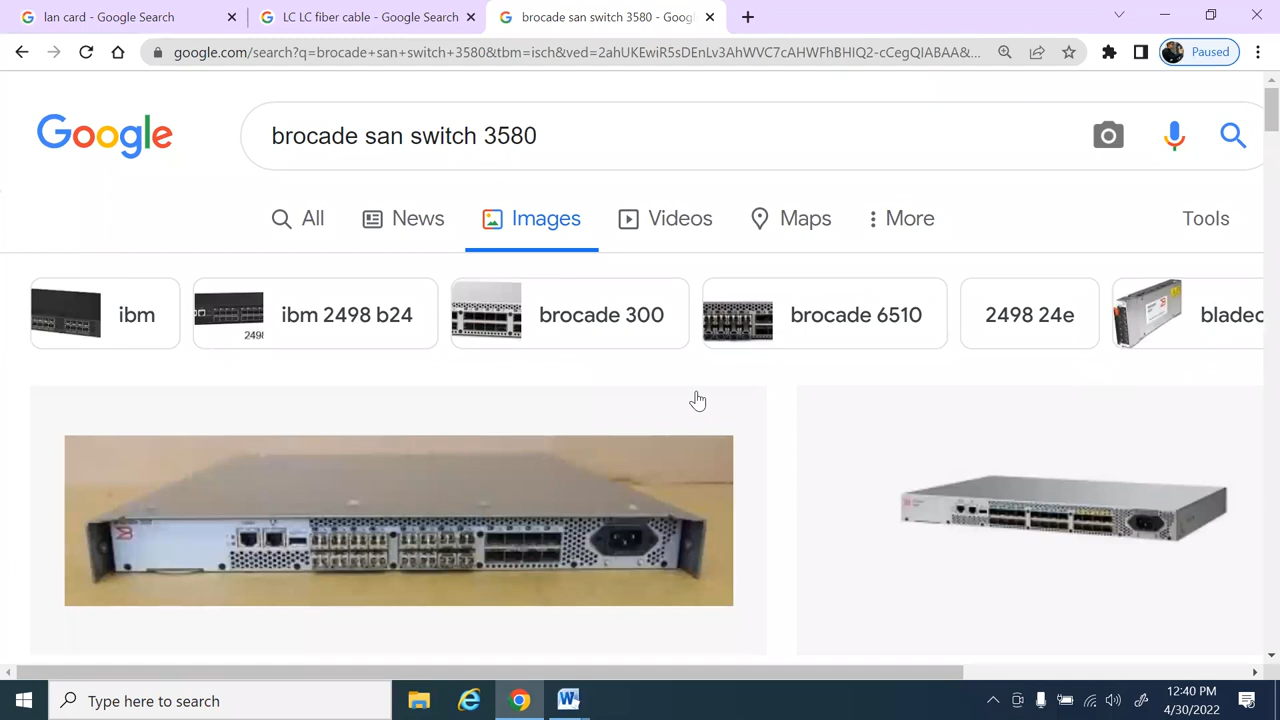 lan card - Google Search
LC LC fiber cable - Google Search
brocade san switch 3580 - Goog
google.com/search?q=brocade+san+switch+3580&tbm=isch&ved=2ahUKEwiR5sDEnLv3AhWVC7cAHWFhBHIQ2-cCegQIABAA&...
Paused
Google
brocade san switch 3580
All
News
Images
Videos
Maps
More
Tools
ibm
2498
ibm 2498 b24
brocade 300
brocade 6510
2498 24e
bladec
Type here to search
12:40 PM
4/30/2022